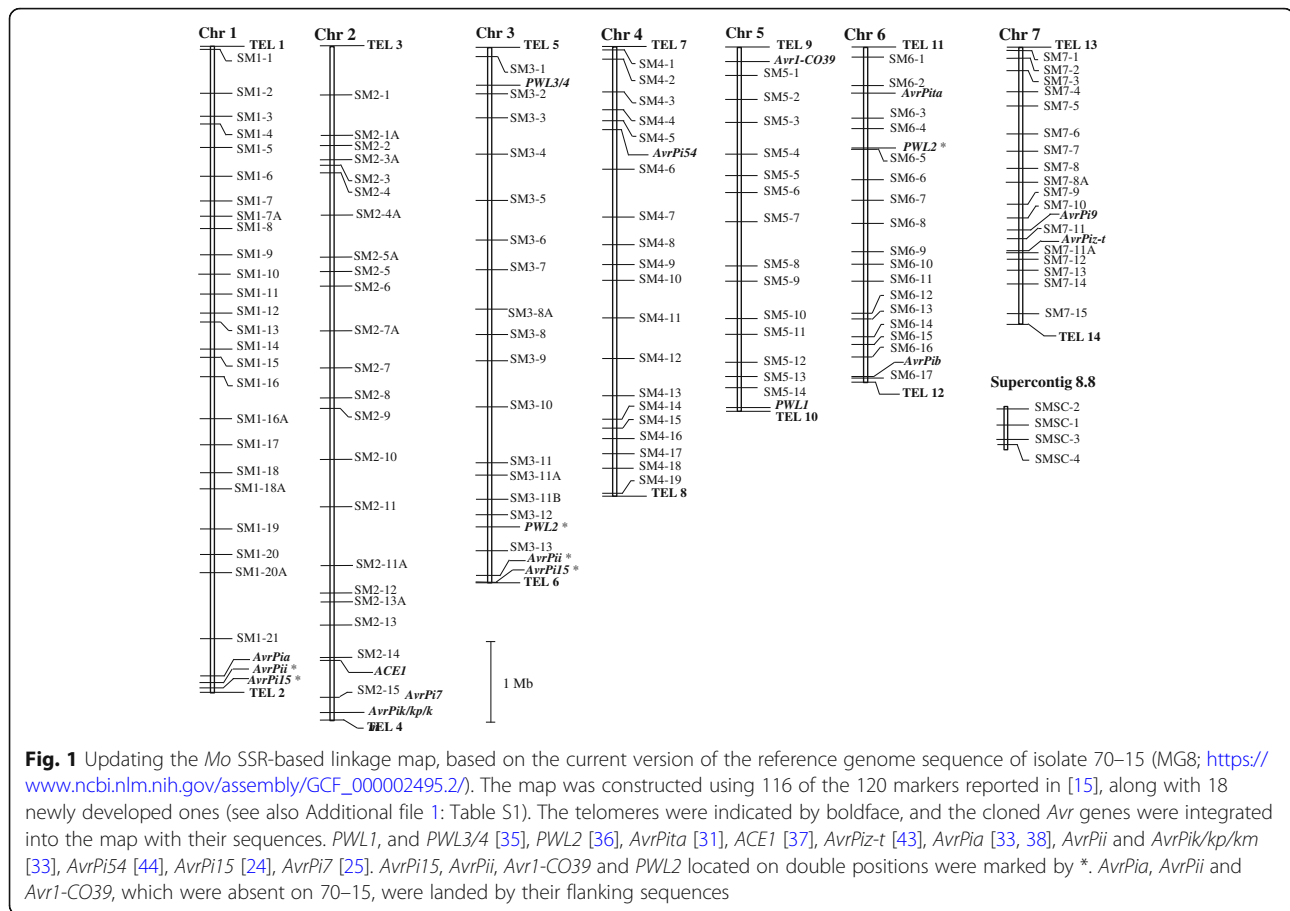 Chr 1
TEL 1
SM1-1
SM1-2
SM1-3
SM1-4
SM1-5
SM1-6
SM1-7
SM1-7A
SM1-8
SM1-9
SM1-10
SM1-11
SM1-12
SM1-13
SM1-14
SM1-15
SM1-16
SM1-16A
SM1-17
SM1-18
SM1-18A
SM1-19
SM1-20
SM1-20A
SM1-21
AvrPia
AvrPii *
AvrPi15 *
TEL 2
Chr 2
TEL 3
SM2-1
SM2-1A
SM2-2
SM2-3A
SM2-3
SM2-4
SM2-4A
SM2-5A
SM2-5
SM2-6
SM2-7A
SM2-7
SM2-8
SM2-9
SM2-10
SM2-11
SM2-11A
SM2-12
SM2-13A
SM2-13
SM2-14
ACE1
SM2-15 AvrPi7
AvrPik/kp/k
TEL 4
Chr 3
TEL 5
SM3-1
PWL3/4
SM3-2
SM3-3
SM3-4
SM3-5
SM3-6
SM3-7
SM3-8A
SM3-8
SM3-9
SM3-10
SM3-11
SM3-11A
SM3-11B
SM3-12
PWL2 *
SM3-13
AvrPii *
AvrPi15 *
TEL 6
1 Mb
Chr 4
TEL 7
SM4-1
SM4-2
SM4-3
SM4-4
SM4-5
AvrPi54
SM4-6
SM4-7
SM4-8
SM4-9
SM4-10
SM4-11
SM4-12
SM4-13
SM4-14
SM4-15
SM4-16
SM4-17
SM4-18
SM4-19
TEL 8
Chr 5
TEL 9
Avr1-CO39
SM5-1
SM5-2
SM5-3
SM5-4
SM5-5
SM5-6
SM5-7
SM5-8
SM5-9
SM5-10
SM5-11
SM5-12
SM5-13
SM5-14
PWL1
TEL 10
Chr 6
TEL 11
SM6-1
SM6-2
AvrPita
SM6-3
SM6-4
PWL2 *
SM6-5
SM6-6
SM6-7
SM6-8
SM6-9
SM6-10
SM6-11
SM6-12
SM6-13
SM6-14
SM6-15
SM6-16
AvrPib
SM6-17
TEL 12
Chr 7
TEL 13
SM7-1
SM7-2
SM7-3
SM7-4
SM7-5
SM7-6
SM7-7
SM7-8
SM7-8A
SM7-9
SM7-10
AvrPi9
SM7-11
AvrPiz-t
SM7-11A
SM7-12
SM7-13
SM7-14
SM7-15
TEL 14
Supercontig 8.8
SMSC-2
SMSC-1
SMSC-3
SMSC-4
Fig. 1 Updating the Mo SSR-based linkage map, based on the current version of the reference genome sequence of isolate 70–15 (MG8; https://
www.ncbi.nlm.nih.gov/assembly/GCF_000002495.2/). The map was constructed using 116 of the 120 markers reported in [15], along with 18
newly developed ones (see also Additional file 1: Table S1). The telomeres were indicated by boldface, and the cloned Avr genes were integrated
into the map with their sequences. PWL1, and PWL3/4 [35], PWL2 [36], AvrPita [31], ACE1 [37], AvrPiz-t [43], AvrPia [33, 38], AvrPii and AvrPik/kp/km
[33], AvrPi54 [44], AvrPi15 [24], AvrPi7 [25]. AvrPi15, AvrPii, Avr1-CO39 and PWL2 located on double positions were marked by *. AvrPia, AvrPii and
Avr1-CO39, which were absent on 70–15, were landed by their flanking sequences